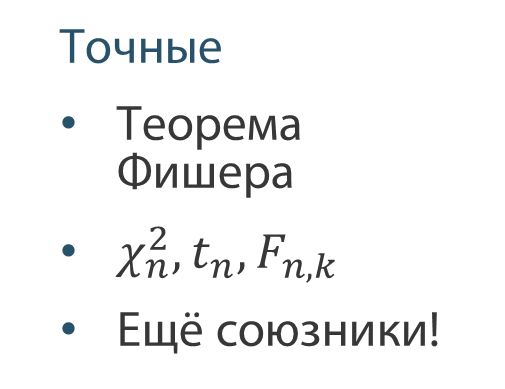 Точные
• Теорема
Фишера
• χ²ₙ, tₙ, Fₙ,ₖ
• Ещё союзники!